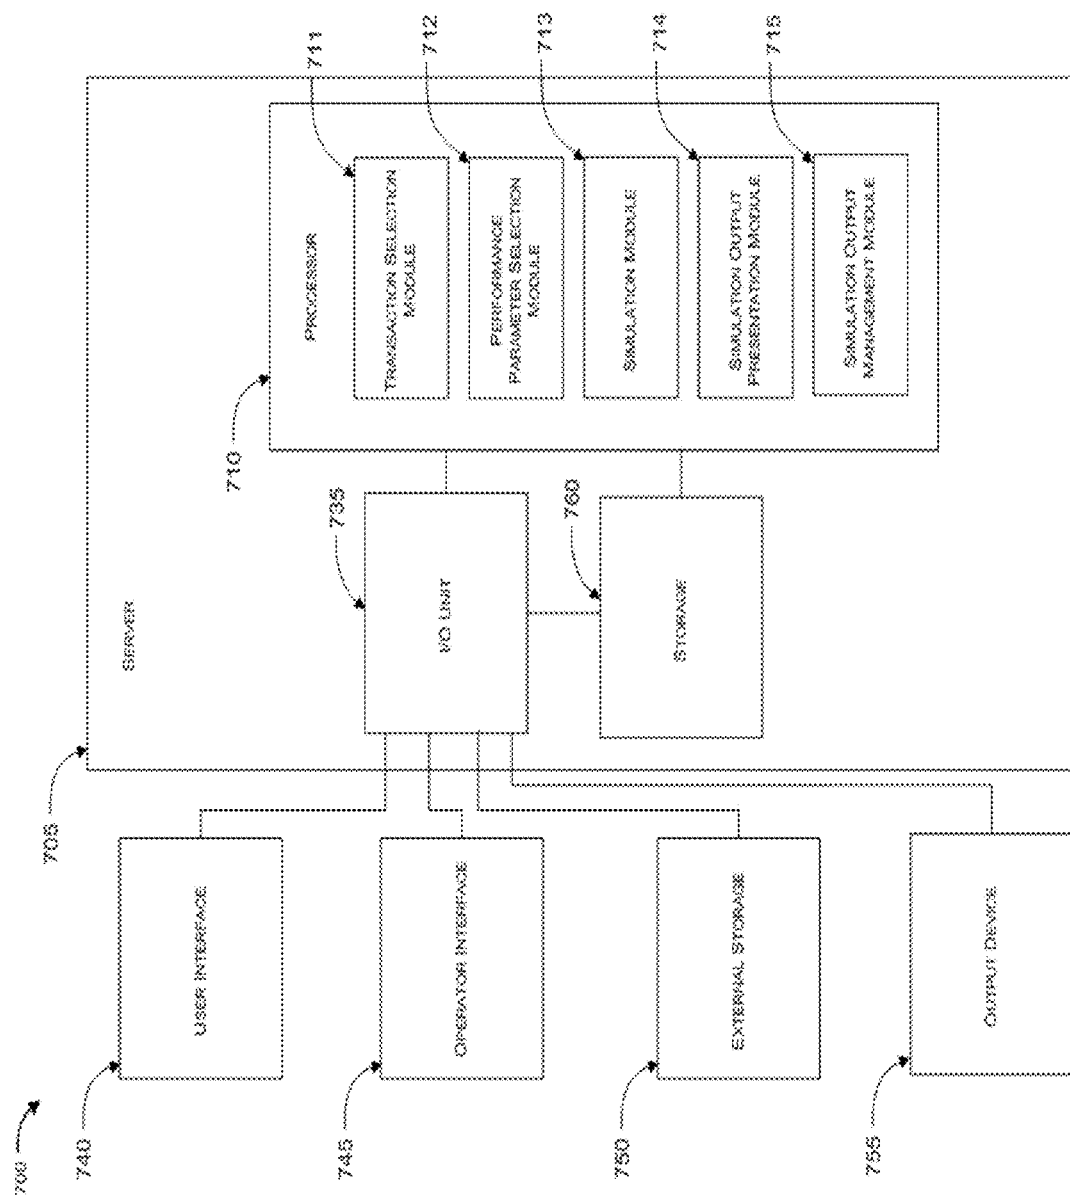 700
705
SERVER
710
PROCESSOR
711
TRANSACTION SELECTION
MODULE
712
PERFORMANCE
PARAMETER SELECTION
MODULE
713
SIMULATION MODULE
714
SIMULATION OUTPUT
PRESENTATION MODULE
715
SIMULATION OUTPUT
MANAGEMENT MODULE
735
I/O UNIT
760
STORAGE
740
USER INTERFACE
745
OPERATOR INTERFACE
750
EXTERNAL STORAGE
755
OUTPUT DEVICE